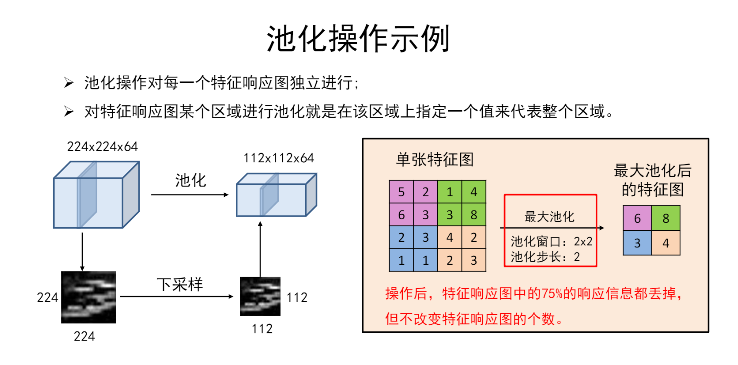 池化操作示例
➢ 池化操作对每一个特征响应图独立进行;
➢ 对特征响应图某个区域进行池化就是在该区域上指定一个值来代表整个区域。
224x224x64
池化
112x112x64
224
224
下采样
112
112
单张特征图
5 2 1 4
6 3 3 8
2 3 4 2
1 1 2 3
最大池化
池化窗口：2x2
池化步长：2
最大池化后
的特征图
6 8
3 4
操作后，特征响应图中的75%的响应信息都丢掉，
但不改变特征响应图的个数。